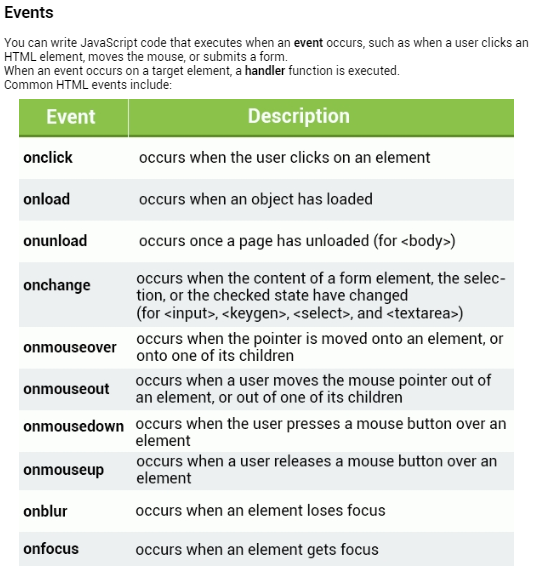 Events
You can write JavaScript code that executes when an event occurs, such as when a user clicks an
HTML element, moves the mouse, or submits a form.
When an event occurs on a target element, a handler function is executed.
Common HTML events include:
Event Description
onclick occurs when the user clicks on an element
onload occurs when an object has loaded
onunload occurs once a page has unloaded (for <body>)
onchange occurs when the content of a form element, the selec-
tion, or the checked state have changed
(for <input>, <keygen>, <select>, and <textarea>)
onmouseover occurs when the pointer is moved onto an element, or
onto one of its children
onmouseout occurs when a user moves the mouse pointer out of
an element, or out of one of its children
onmousedown occurs when the user presses a mouse button over an
element
onmouseup occurs when a user releases a mouse button over an
element
onblur occurs when an element loses focus
onfocus occurs when an element gets focus